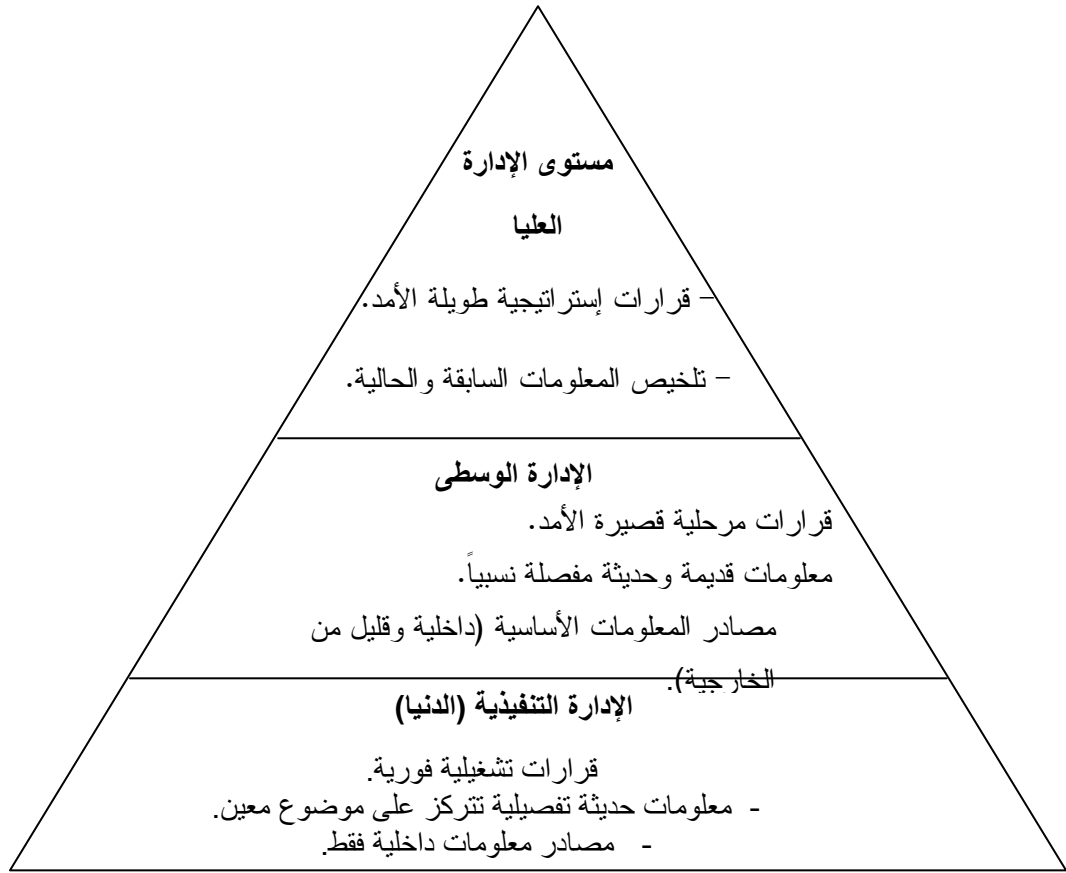 مستوى الإدارة
العليا
– قرارات إستراتيجية طويلة الأمد.
– تلخيص المعلومات السابقة والحالية.
الإدارة الوسطى
قرارات مرحلية قصيرة الأمد.
معلومات قديمة وحديثة مفصلة نسبياً.
مصادر المعلومات الأساسية (داخلية وقليل من
الخارجية).
الإدارة التنفيذية (الدنيا)
قرارات تشغيلية فورية.
- معلومات حديثة تفصيلية تتركز على موضوع معين.
- مصادر معلومات داخلية فقط.